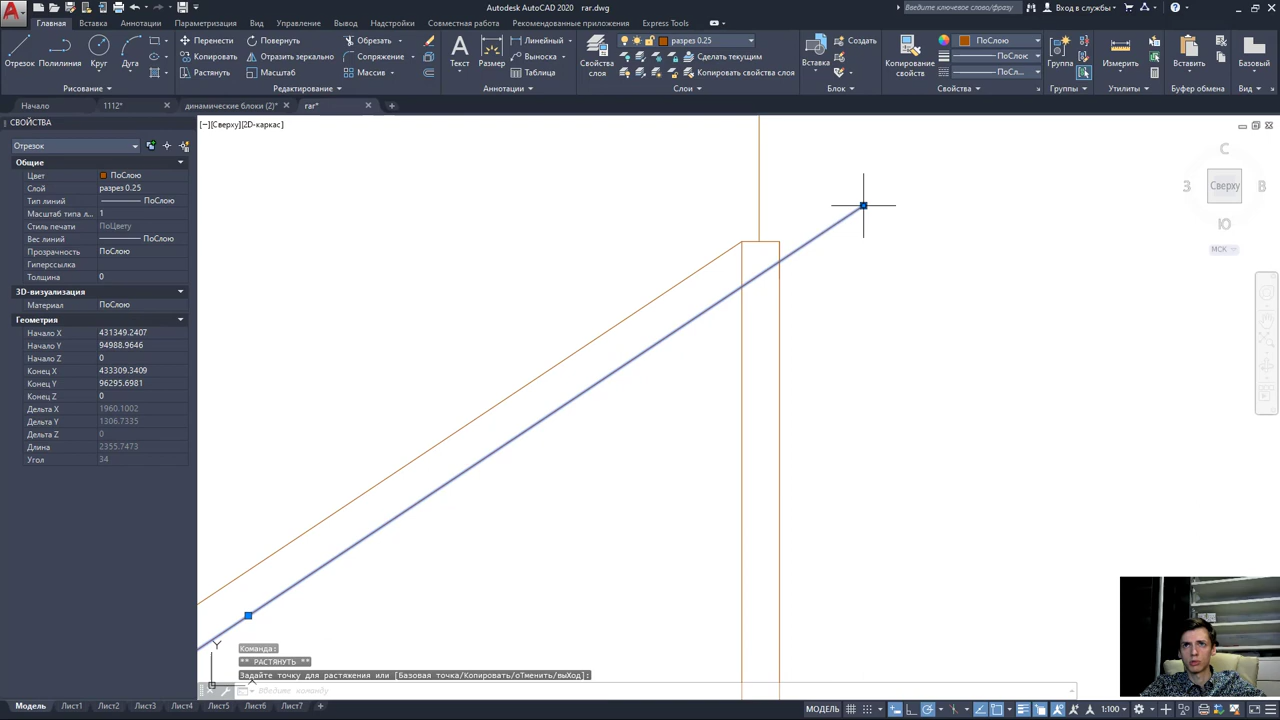 Autodesk AutoCAD 2020 rar.dwg
Введите ключевое слово/фразу
Вход в службы
Главная Вставка Аннотации Параметризация Вид Управление Вывод Надстройки Совместная работа Рекомендованные приложения Express Tools
Отрезок Полилиния Круг Дуга
Перенести Повернуть Обрезать
Копировать Отразить зеркально Сопряжение
Растянуть Масштаб Массив
Текст Размер
Линейный
Выноска
Таблица
Свойства слоя
разрез 0.25
Сделать текущим
Копировать свойства слоя
Вставка
Создать
Копирование свойств
ПоСлою
ПоСлок
ПоСл...
Группа
Измерить
Вставить
Базовый
Рисование Редактирование Аннотации Слои Блок Свойства Группы Утилиты Буфер обмена Вид
Начало 1112* динамические блоки (2)* rar*
СВОЙСТВА
[−][Сверху][2D-каркас]
Отрезок
Общие
Цвет ПоСлою
Слой разрез 0.25
Тип линий ПоСлою
Масштаб типа л... 1
Стиль печати ПоЦвету
Вес линий ПоСлою
Прозрачность ПоСлою
Гиперссылка
Толщина 0
3D-визуализация
Материал ПоСлою
Геометрия
Начало X 431349.2407
Начало Y 94988.9646
Начало Z 0
Конец X 433309.3409
Конец Y 96295.6981
Конец Z 0
Дельта X 1960.1002
Дельта Y 1306.7335
Дельта Z 0
Длина 2355.7473
Угол 34
С
З Сверху В
Ю
МСК
Y
Команда:
** РАСТЯНУТЬ **
Задайте точку для растяжения или [Базовая точка/Копировать/оТменить/выХод]:
Введите команду
Модель Лист1 Лист2 Лист3 Лист4 Лист5 Лист6 Лист7 +
МОДЕЛЬ
1:100